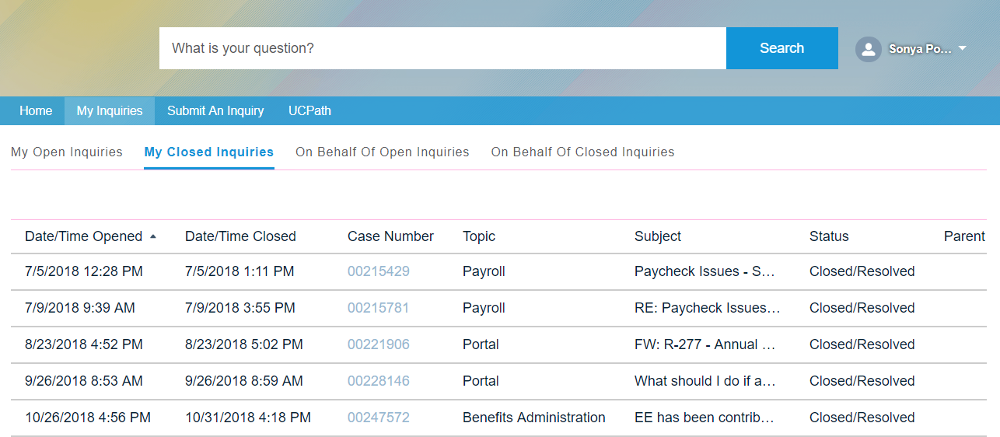 What is your question? Search Sonya Po...
Home My Inquiries Submit An Inquiry UCPath
My Open Inquiries My Closed Inquiries On Behalf Of Open Inquiries On Behalf Of Closed Inquiries
Date/Time Opened Date/Time Closed Case Number Topic Subject Status Parent
7/5/2018 12:28 PM 7/5/2018 1:11 PM 00215429 Payroll Paycheck Issues - S... Closed/Resolved
7/9/2018 9:39 AM 7/9/2018 3:55 PM 00215781 Payroll RE: Paycheck Issues... Closed/Resolved
8/23/2018 4:52 PM 8/23/2018 5:02 PM 00221906 Portal FW: R-277 - Annual ... Closed/Resolved
9/26/2018 8:53 AM 9/26/2018 8:59 AM 00228146 Portal What should I do if a... Closed/Resolved
10/26/2018 4:56 PM 10/31/2018 4:18 PM 00247572 Benefits Administration EE has been contrib... Closed/Resolved